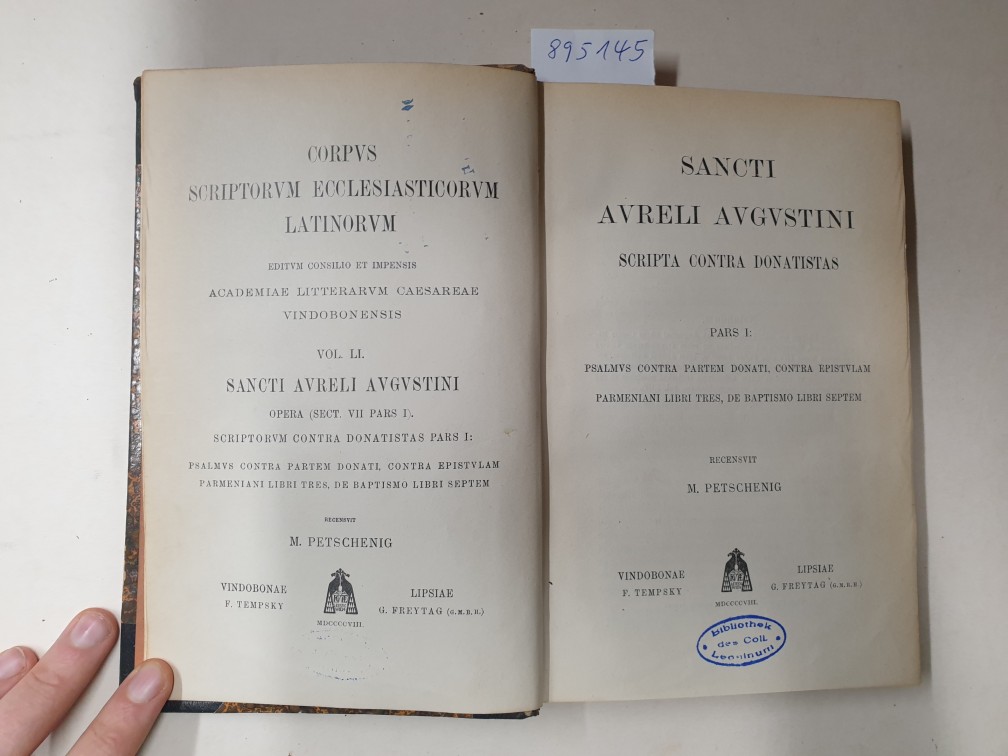 895145
CORPVS
SCRIPTORVM ECCLESIASTICORVM
LATINORVM
EDITVM CONSILIO ET IMPENSIS
ACADEMIAE LITTERARVM CAESAREAE
VINDOBONENSIS
VOL. LI.
SANCTI AVRELI AVGVSTINI
OPERA (SECT. VII PARS I).
SCRIPTORVM CONTRA DONATISTAS PARS I:
PSALMVS CONTRA PARTEM DONATI, CONTRA EPISTVLAM
PARMENIANI LIBRI TRES, DE BAPTISMO LIBRI SEPTEM
RECENSVIT
M. PETSCHENIG
VINDOBONAE
F. TEMPSKY
LIPSIAE
G. FREYTAG (G. M. B. H.)
MDCCCCVIII.
SANCTI
AVRELI AVGVSTINI
SCRIPTA CONTRA DONATISTAS
PARS I:
PSALMVS CONTRA PARTEM DONATI, CONTRA EPISTVLAM
PARMENIANI LIBRI TRES, DE BAPTISMO LIBRI SEPTEM
RECENSVIT
M. PETSCHENIG
VINDOBONAE
F. TEMPSKY
LIPSIAE
G. FREYTAG (G. M. B. H.)
MDCCCCVIII.
Bibliothek
des Coll.
Leoninum